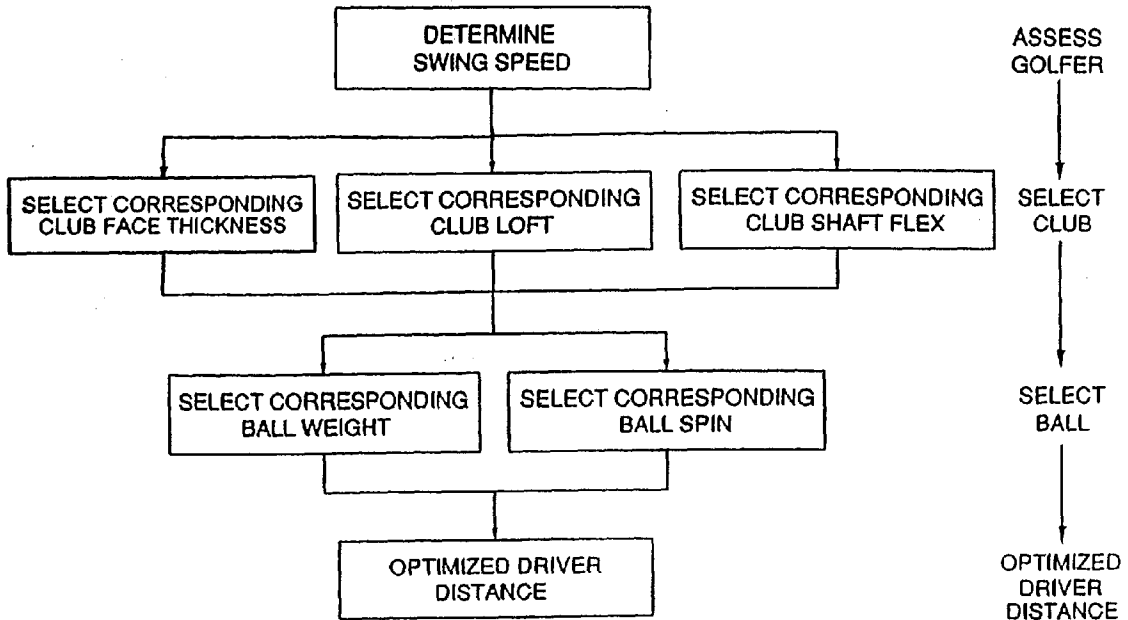 DETERMINE
SWING SPEED
ASSESS
GOLFER
SELECT CORRESPONDING
CLUB FACE THICKNESS
SELECT CORRESPONDING
CLUB LOFT
SELECT CORRESPONDING
CLUB SHAFT FLEX
SELECT
CLUB
SELECT CORRESPONDING
BALL WEIGHT
SELECT CORRESPONDING
BALL SPIN
SELECT
BALL
OPTIMIZED DRIVER
DISTANCE
OPTIMIZED
DRIVER
DISTANCE